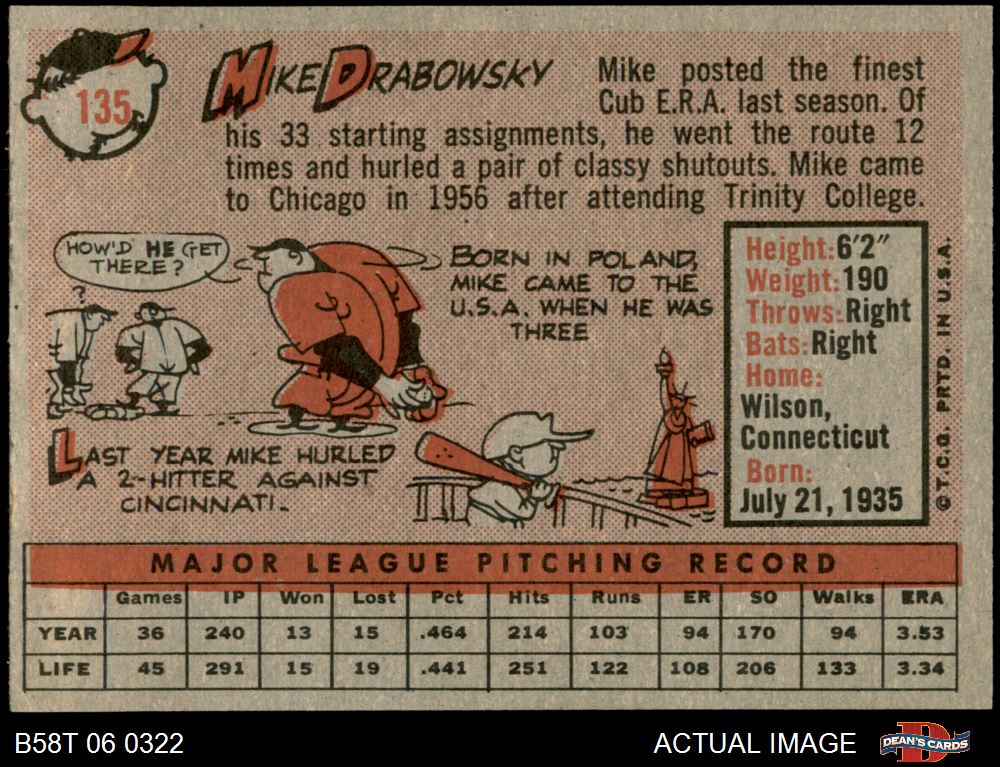 135
MIKE DRABOWSKY
Mike posted the finest
Cub E.R.A. last season. Of
his 33 starting assignments, he went the route 12
times and hurled a pair of classy shutouts. Mike came
to Chicago in 1956 after attending Trinity College.
HOW'D HE GET
THERE?
?
BORN IN POLAND,
MIKE CAME TO THE
U.S.A. WHEN HE WAS
THREE
LAST YEAR MIKE HURLED
A 2-HITTER AGAINST
CINCINNATI.
Height: 6'2"
Weight: 190
Throws: Right
Bats: Right
Home:
Wilson,
Connecticut
Born:
July 21, 1935
© T.C.G. PRTD. IN U.S.A.
MAJOR LEAGUE PITCHING RECORD
Games IP Won Lost Pct Hits Runs ER SO Walks ERA
YEAR 36 240 13 15 .464 214 103 94 170 94 3.53
LIFE 45 291 15 19 .441 251 122 108 206 133 3.34
B58T 06 0322
ACTUAL IMAGE
D
DEAN'S CARDS